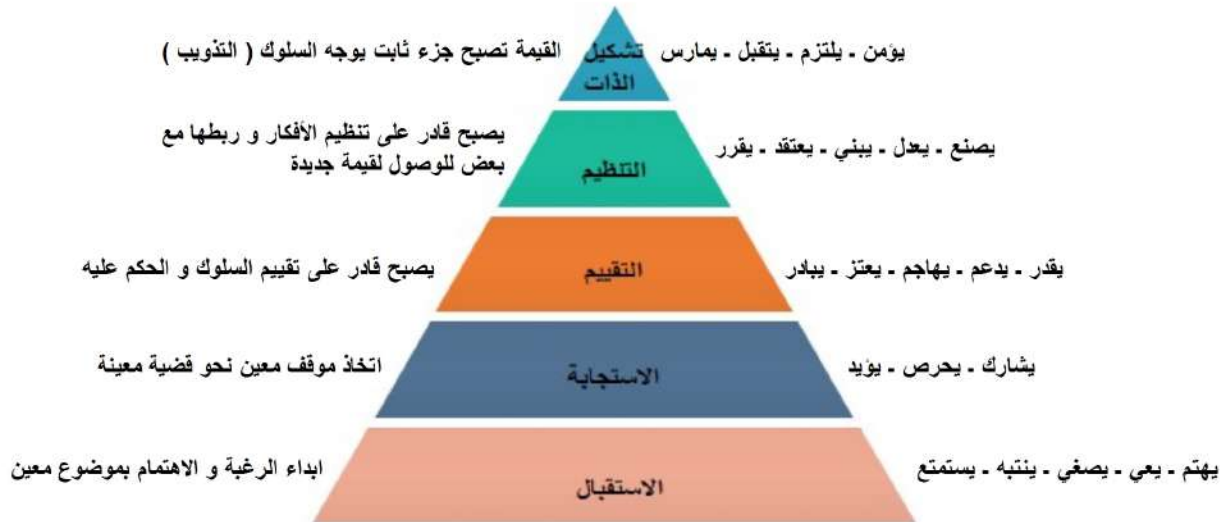 يؤمن - يلتزم - يتقبل - يمارس
تشكيل
الذات
القيمة تصبح جزء ثابت يوجه السلوك ( التذويب )
يصنع - يعدل - يبني - يعتقد - يقرر
التنظيم
يصبح قادر على تنظيم الأفكار و ربطها مع
بعض للوصول لقيمة جديدة
يقدر - يدعم - يهاجم - يعتز - يبادر
التقييم
يصبح قادر على تقييم السلوك و الحكم عليه
يشارك - يحرص - يؤيد
الاستجابة
اتخاذ موقف معين نحو قضية معينة
يهتم - يعي - يصغي - ينتبه - يستمتع
الاستقبال
ابداء الرغبة و الاهتمام بموضوع معين